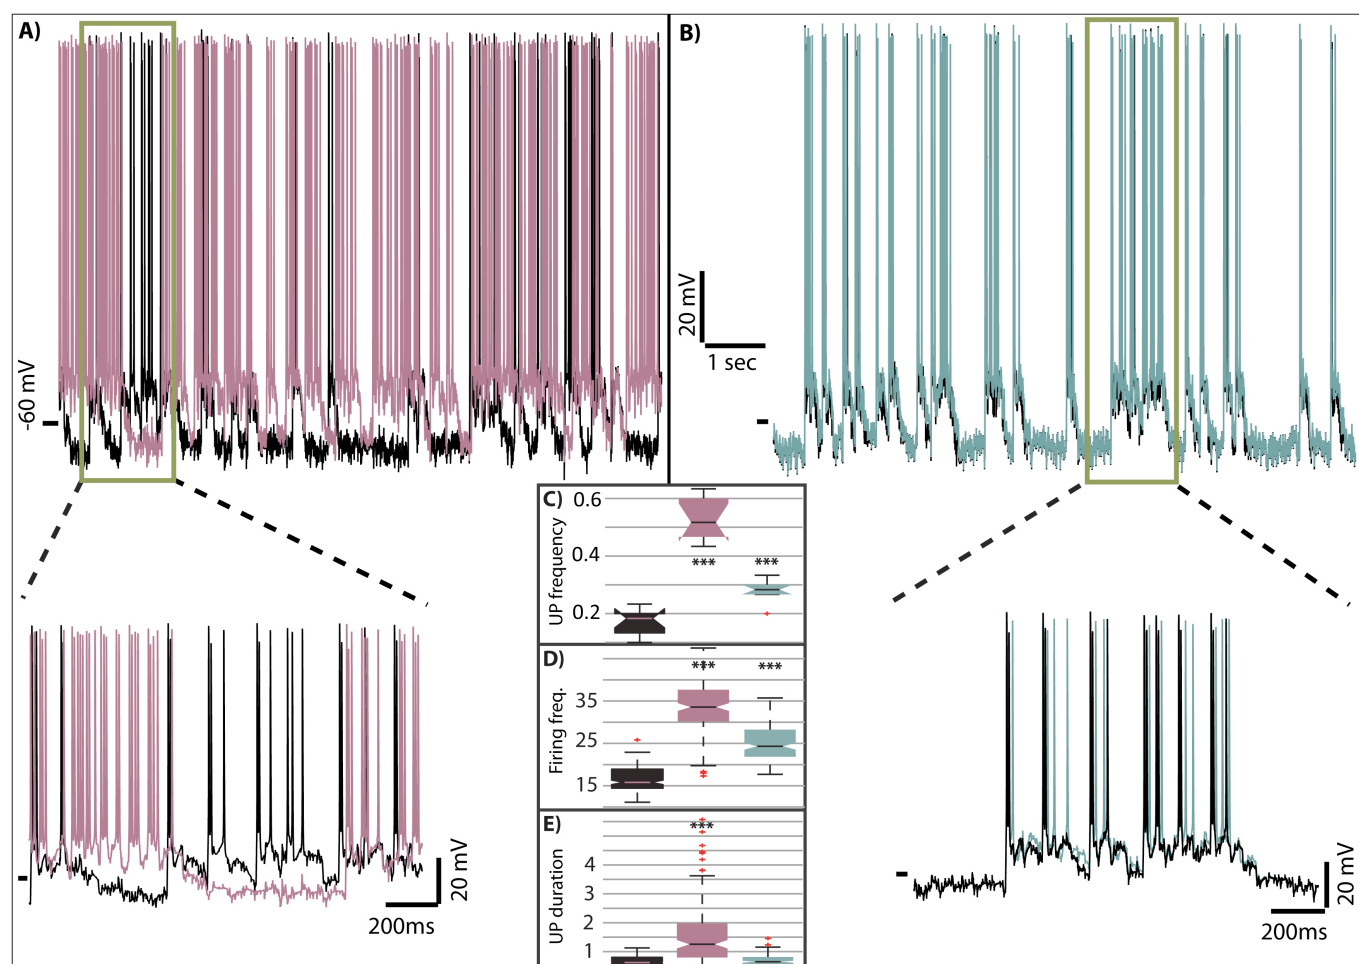 A)
B)
-60 mV
20 mV
1 sec
C)
UP frequency
0.6
0.4
0.2
***
***
D)
Firing freq.
35
25
15
***
***
E)
UP duration
4
3
2
1
***
20 mV
200ms
20 mV
200ms